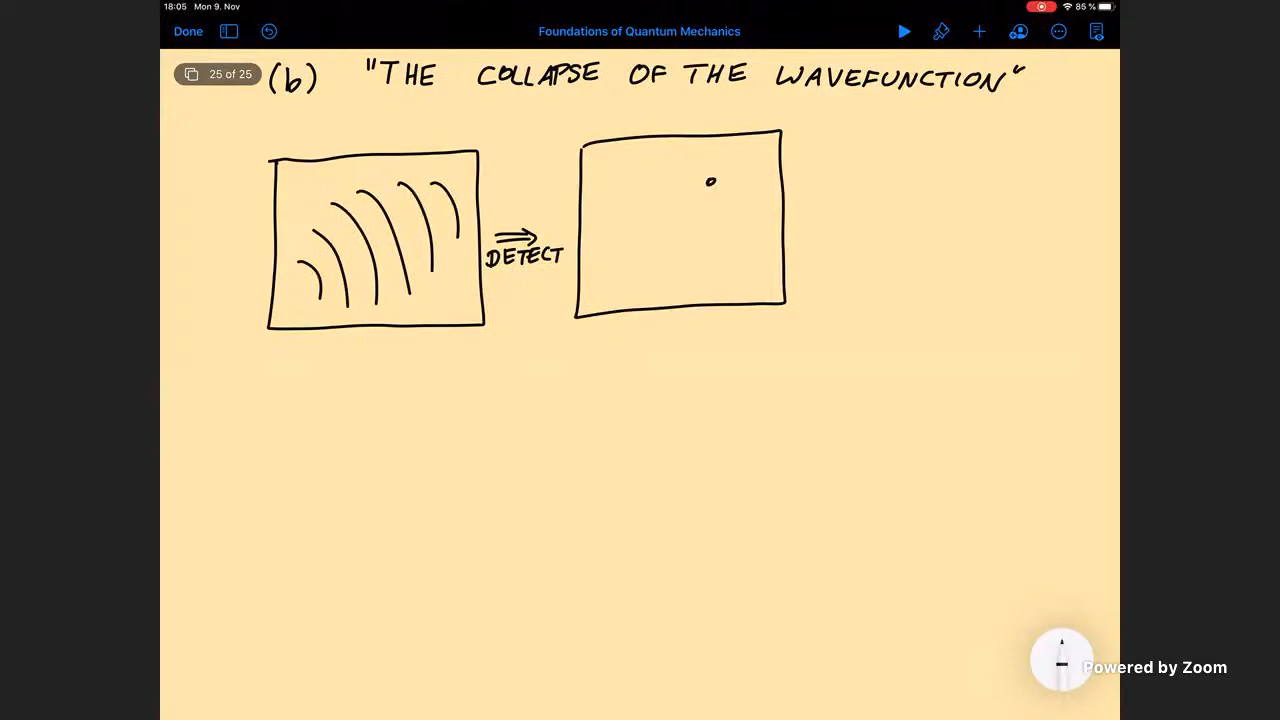 18:05 Mon 9. Nov 85 %
Done Foundations of Quantum Mechanics
25 of 25 (b) "THE COLLAPSE OF THE WAVEFUNCTION"
DETECT
Powered by Zoom